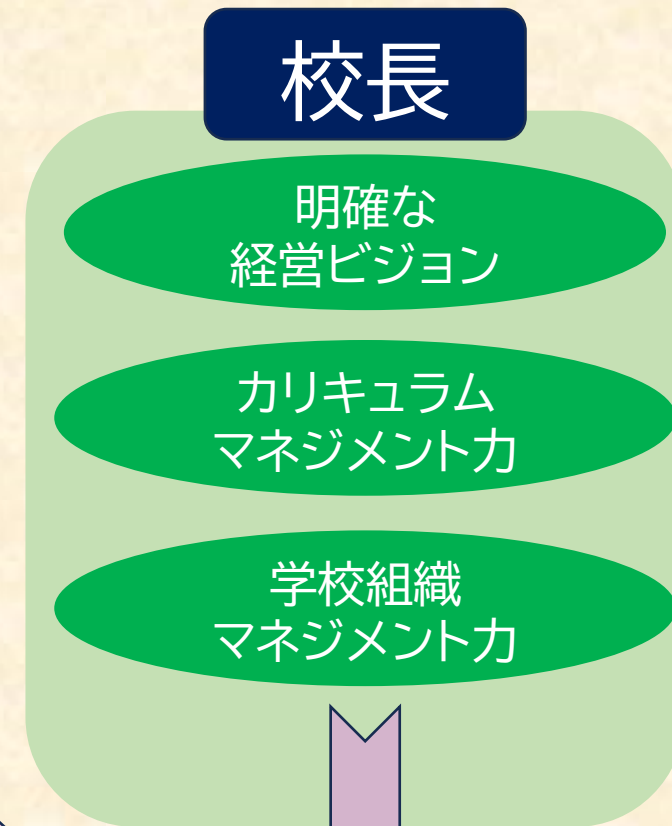 校長
明確な
経営ビジョン
カリキュラム
マネジメント力
学校組織
マネジメント力